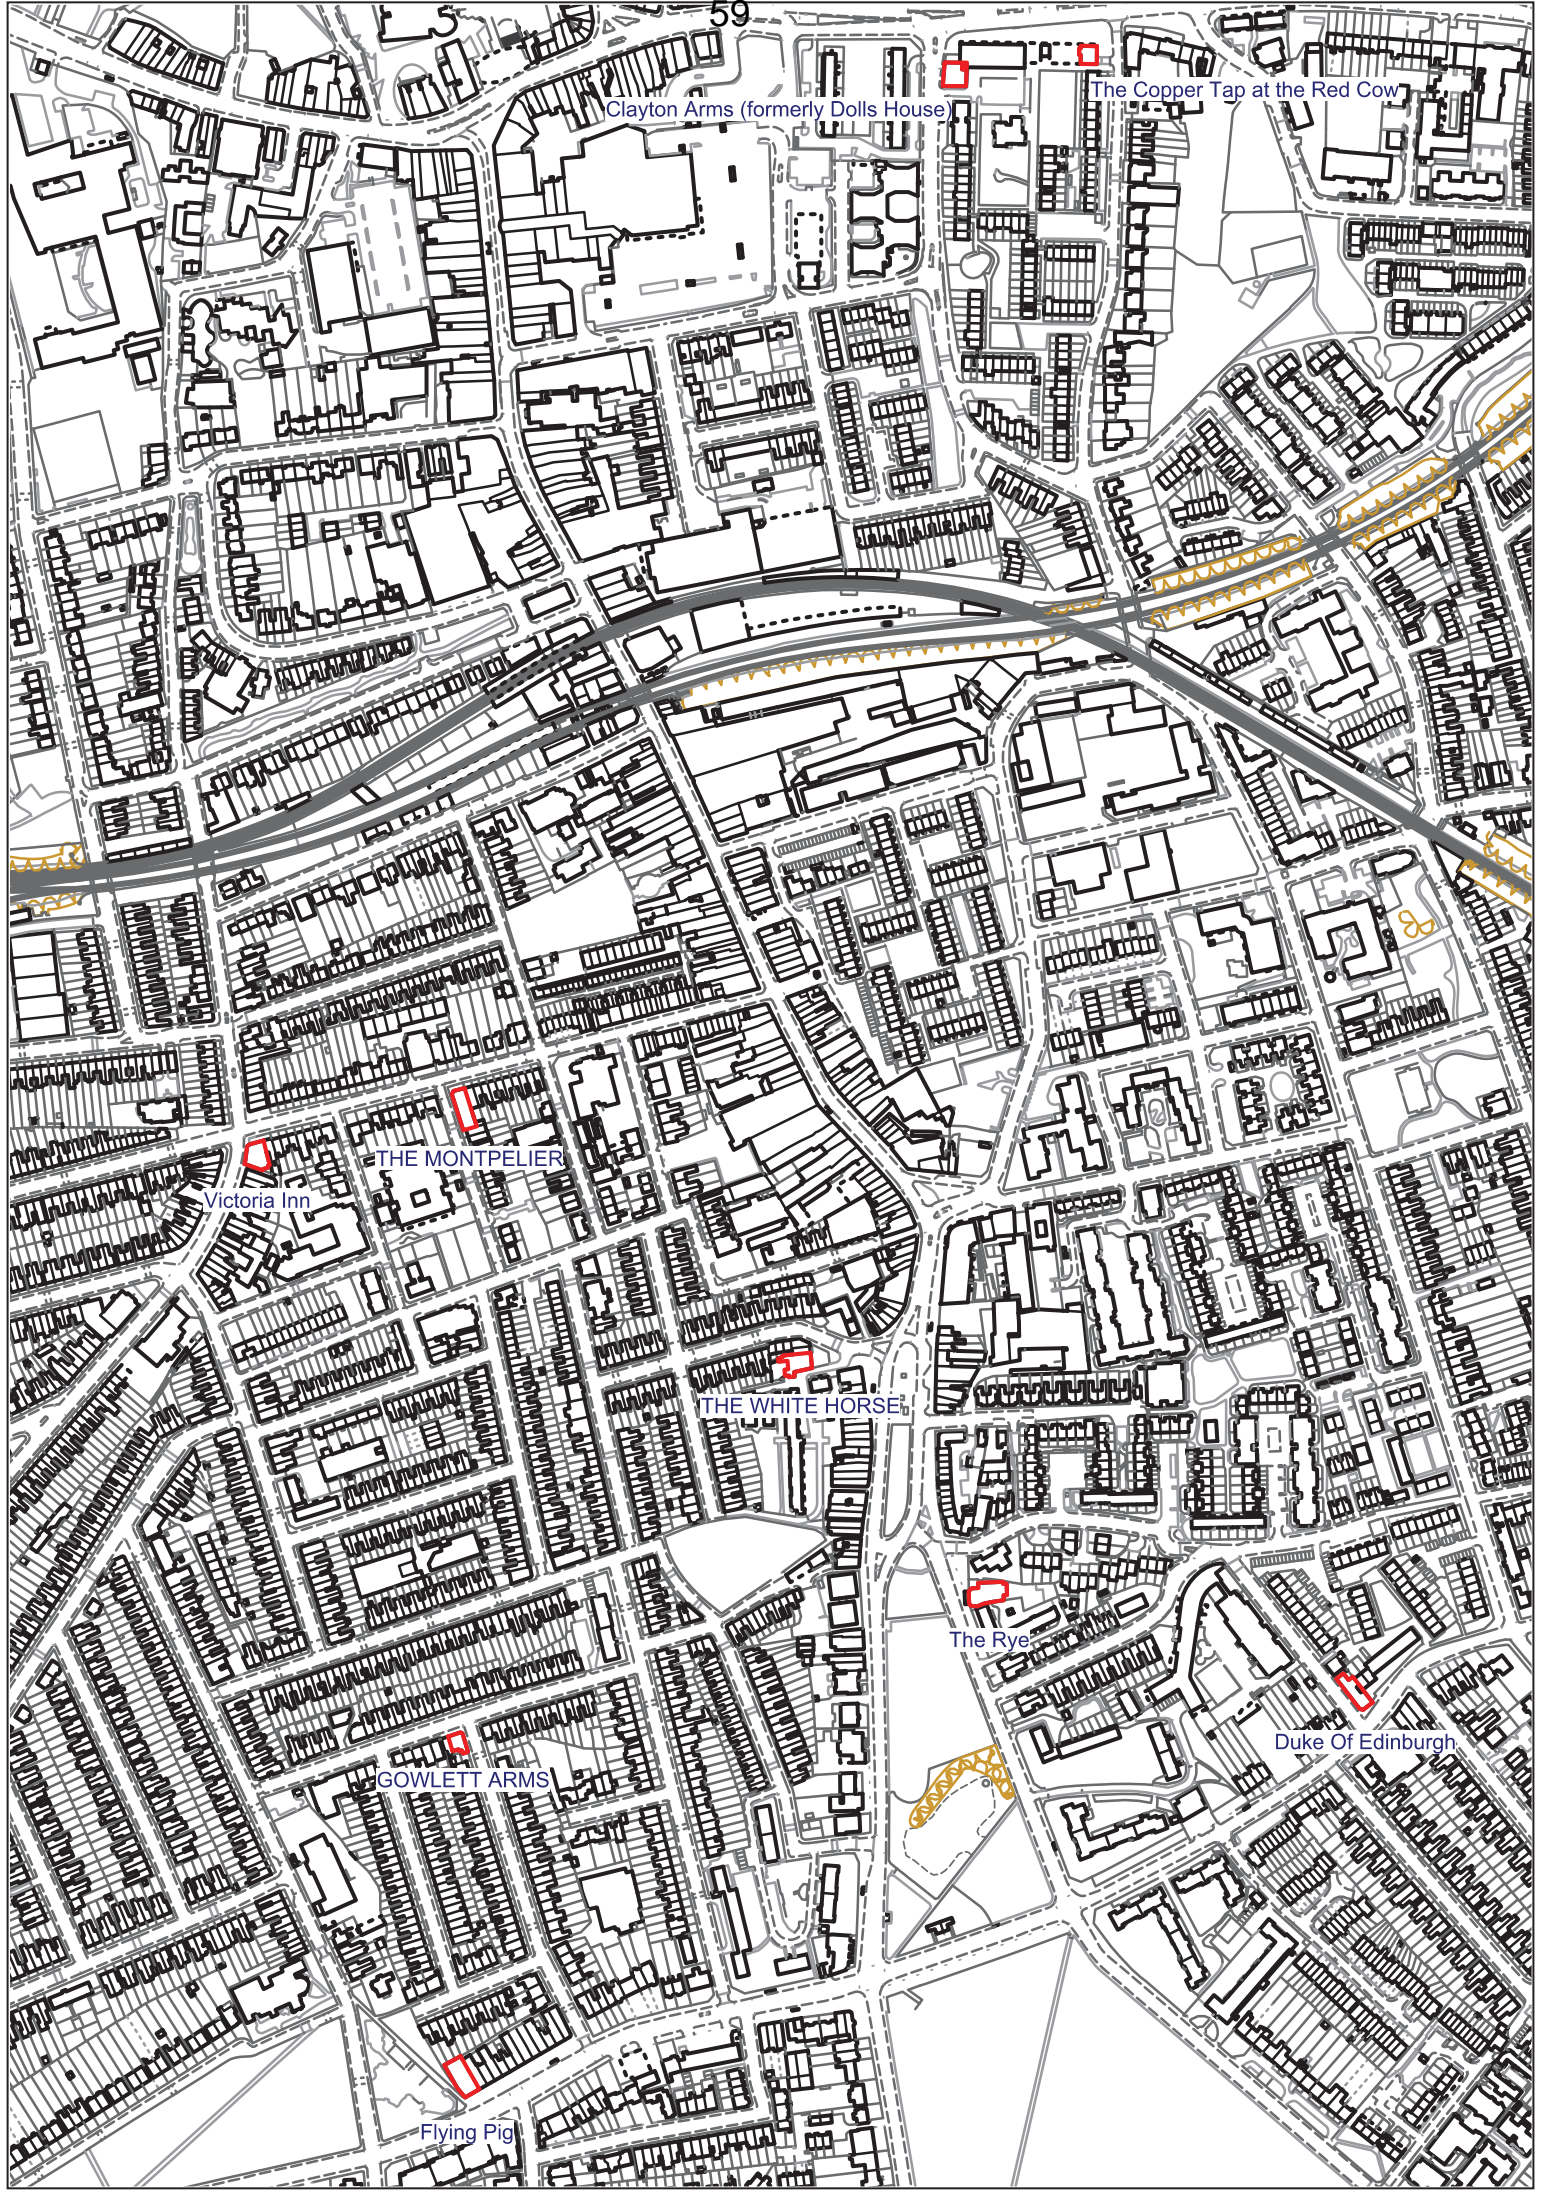 59
The Copper Tap at the Red Cow
Clayton Arms (formerly Dolls House)
THE MONTPELIER
Victoria Inn
THE WHITE HORSE
The Rye
Duke Of Edinburgh
GOWLETT ARMS
Flying Pig